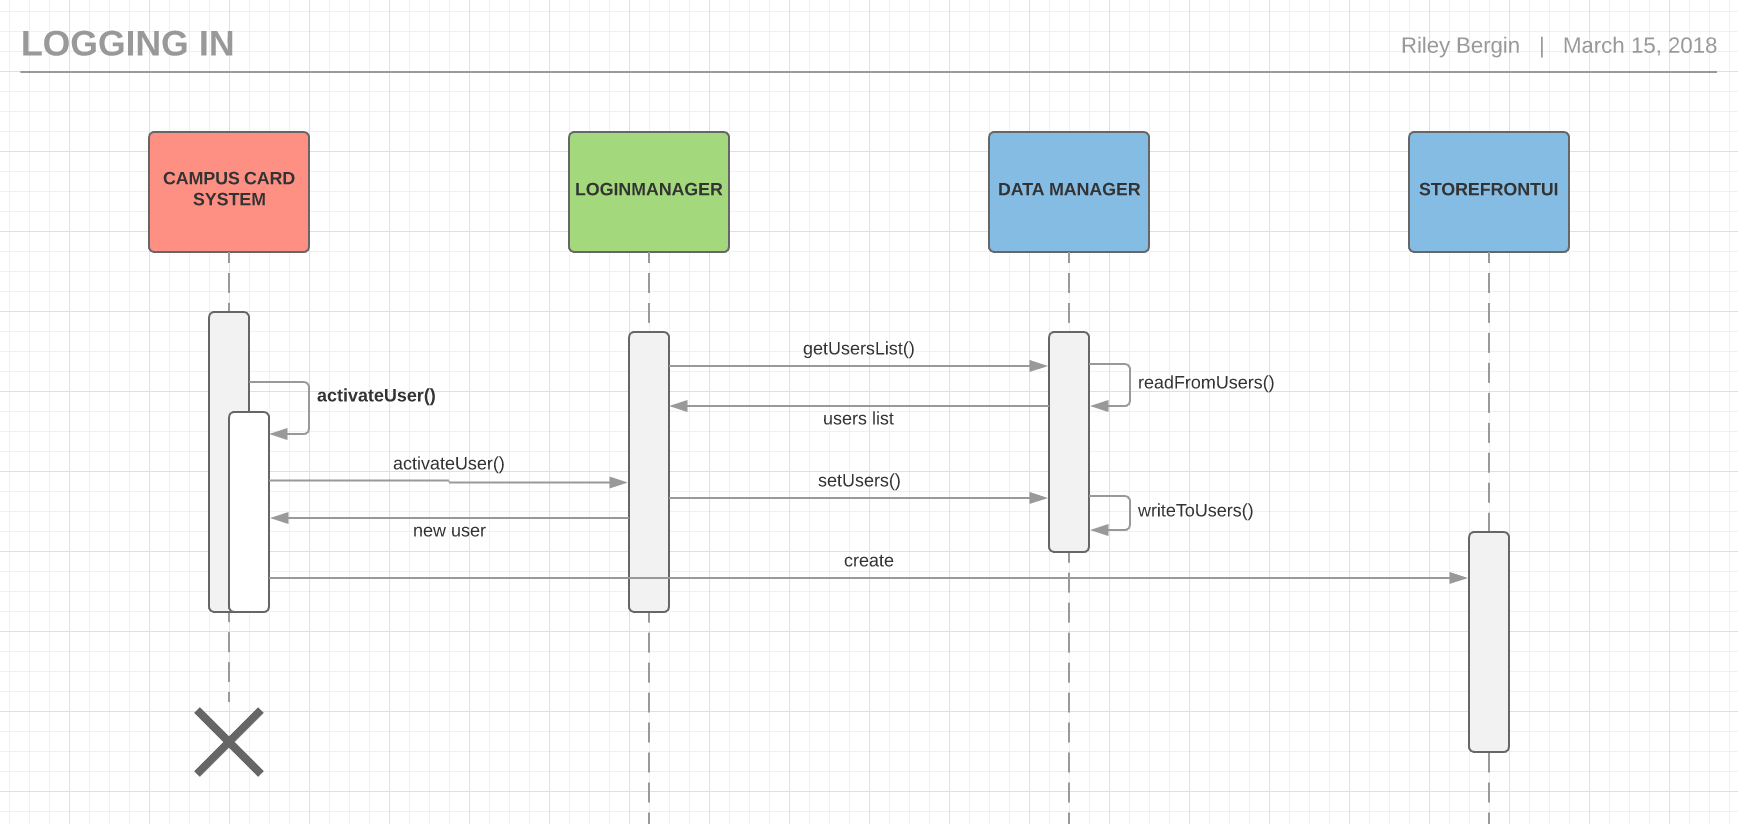 LOGGING IN
Riley Bergin | March 15, 2018
CAMPUS CARD
SYSTEM
LOGINMANAGER
DATA MANAGER
STOREFRONTUI
getUsersList()
readFromUsers()
activateUser()
users list
activateUser()
setUsers()
writeToUsers()
new user
create